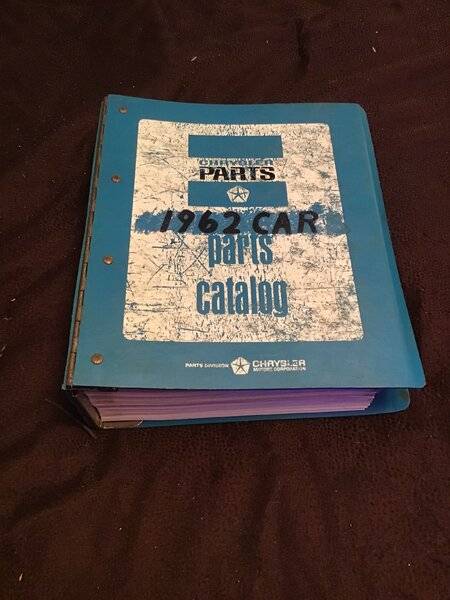 CHRYSLER
PARTS
1962 CAR
parts
catalog
PARTS DIVISION CHRYSLER
MOTORS CORPORATION